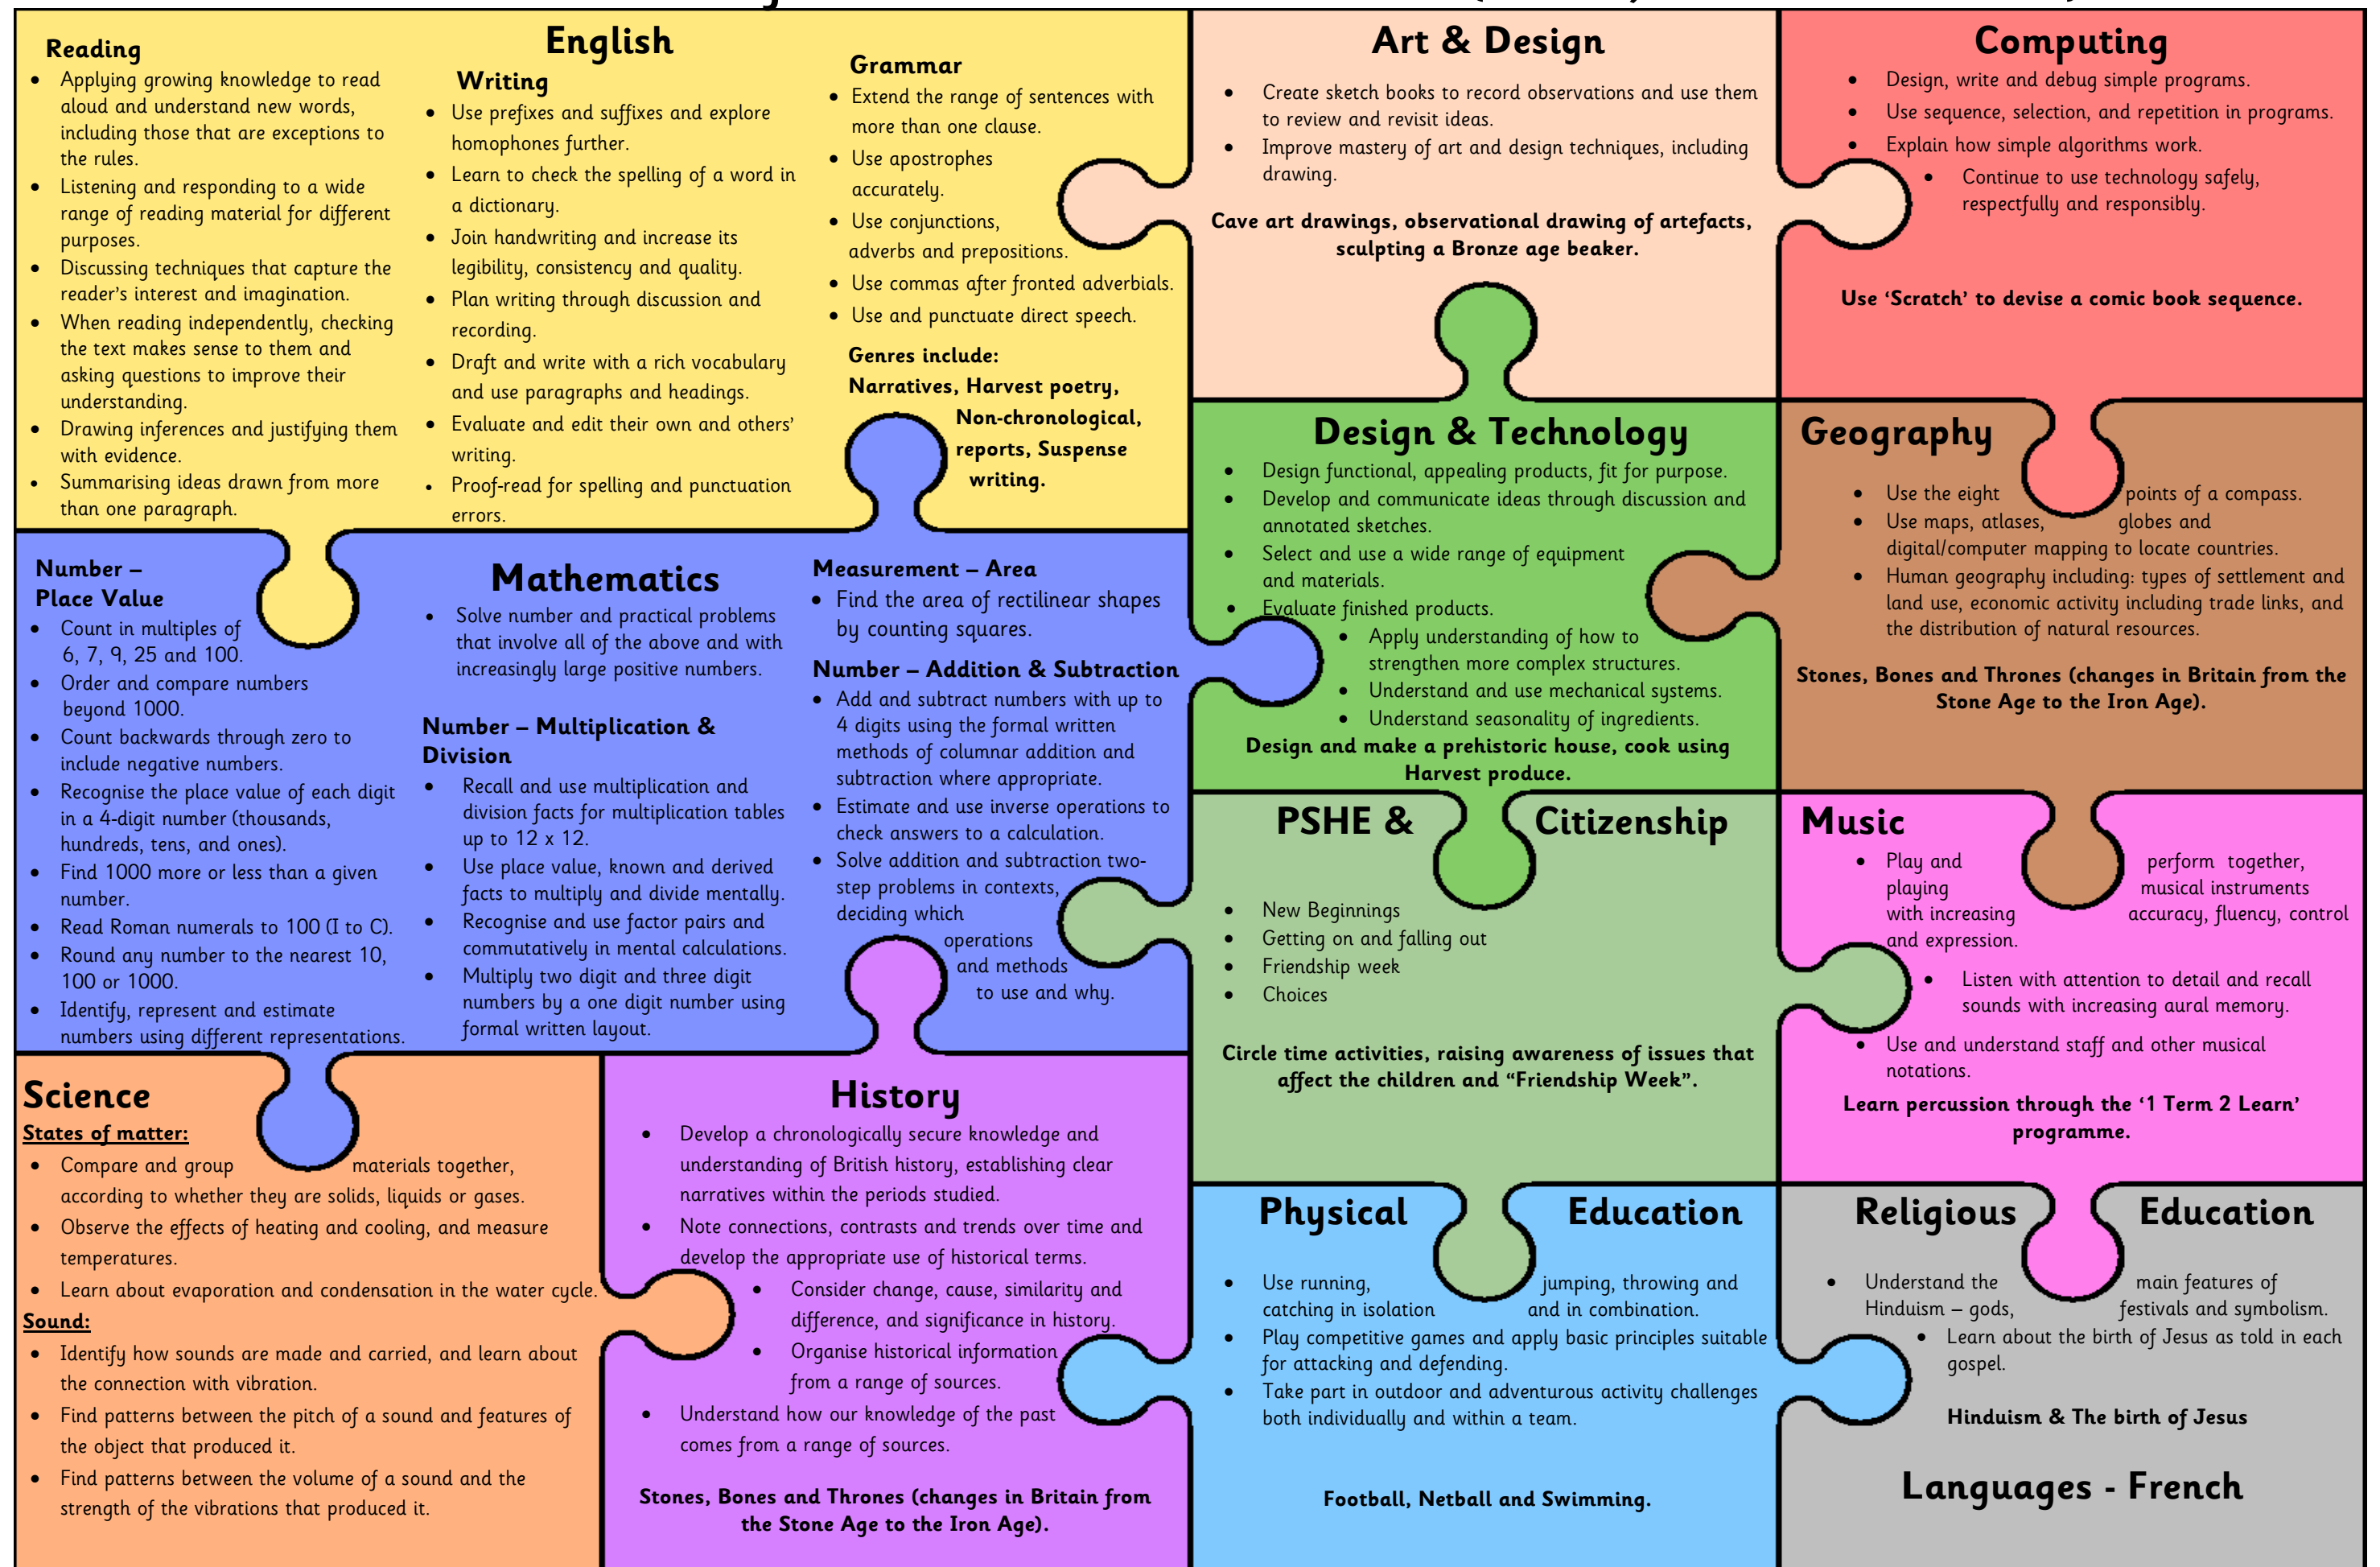 English
Reading
Applying growing knowledge to read
aloud and understand new words,
including those that are exceptions to
the rules.
Listening and responding to a wide
range of reading material for different
purposes.
Discussing techniques that capture the
reader's interest and imagination.
When reading independently, checking
the text makes sense to them and
asking questions to improve their
understanding.
Drawing inferences and justifying them
with evidence.
Summarising ideas drawn from more
than one paragraph.
Writing
Use prefixes and suffixes and explore
homophones further.
Learn to check the spelling of a word in
a dictionary.
Join handwriting and increase its
legibility, consistency and quality.
Plan writing through discussion and
recording.
Draft and write with a rich vocabulary
and use paragraphs and headings.
Evaluate and edit their own and others'
writing.
Proof-read for spelling and punctuation
errors.
Grammar
Extend the range of sentences with
more than one clause.
Use apostrophes
accurately.
Use conjunctions,
adverbs and prepositions.
Use commas after fronted adverbials.
Use and punctuate direct speech.
Genres include:
Narratives, Harvest poetry,
Non-chronological,
reports, Suspense
writing.
Art & Design
Create sketch books to record observations and use them
to review and revisit ideas.
Improve mastery of art and design techniques, including
drawing.
Cave art drawings, observational drawing of artefacts,
sculpting a Bronze age beaker.
Computing
Design, write and debug simple programs.
Use sequence, selection, and repetition in programs.
Explain how simple algorithms work.
Continue to use technology safely,
respectfully and responsibly.
Use ‘Scratch’ to devise a comic book sequence.
Design & Technology
Design functional, appealing products, fit for purpose.
Develop and communicate ideas through discussion and
annotated sketches.
Select and use a wide range of equipment
and materials.
Evaluate finished products.
Apply understanding of how to
strengthen more complex structures.
Understand and use mechanical systems.
Understand seasonality of ingredients.
Design and make a prehistoric house, cook using
Harvest produce.
Geography
Use the eight points of a compass.
Use maps, atlases, globes and
digital/computer mapping to locate countries.
Human geography including: types of settlement and
land use, economic activity including trade links, and
the distribution of natural resources.
Stones, Bones and Thrones (changes in Britain from the
Stone Age to the Iron Age).
Mathematics
Number –
Place Value
Count in multiples of
6, 7, 9, 25 and 100.
Order and compare numbers
beyond 1000.
Count backwards through zero to
include negative numbers.
Recognise the place value of each digit
in a 4-digit number (thousands,
hundreds, tens, and ones).
Find 1000 more or less than a given
number.
Read Roman numerals to 100 (I to C).
Round any number to the nearest 10,
100 or 1000.
Identify, represent and estimate
numbers using different representations.
Solve number and practical problems
that involve all of the above and with
increasingly large positive numbers.
Number – Multiplication &
Division
Recall and use multiplication and
division facts for multiplication tables
up to 12 x 12.
Use place value, known and derived
facts to multiply and divide mentally.
Recognise and use factor pairs and
commutatively in mental calculations.
Multiply two digit and three digit
numbers by a one digit number using
formal written layout.
Measurement – Area
Find the area of rectilinear shapes
by counting squares.
Number – Addition & Subtraction
Add and subtract numbers with up to
4 digits using the formal written
methods of columnar addition and
subtraction where appropriate.
Estimate and use inverse operations to
check answers to a calculation.
Solve addition and subtraction two-
step problems in contexts,
deciding which
operations
and methods
to use and why.
PSHE & Citizenship
New Beginnings
Getting on and falling out
Friendship week
Choices
Circle time activities, raising awareness of issues that
affect the children and “Friendship Week”.
Music
Play and perform together,
playing musical instruments
with increasing accuracy, fluency, control
and expression.
Listen with attention to detail and recall
sounds with increasing aural memory.
Use and understand staff and other musical
notations.
Learn percussion through the ‘1 Term 2 Learn’
programme.
Science
States of matter:
Compare and group materials together,
according to whether they are solids, liquids or gases.
Observe the effects of heating and cooling, and measure
temperatures.
Learn about evaporation and condensation in the water cycle.
Sound:
Identify how sounds are made and carried, and learn about
the connection with vibration.
Find patterns between the pitch of a sound and features of
the object that produced it.
Find patterns between the volume of a sound and the
strength of the vibrations that produced it.
History
Develop a chronologically secure knowledge and
understanding of British history, establishing clear
narratives within the periods studied.
Note connections, contrasts and trends over time and
develop the appropriate use of historical terms.
Consider change, cause, similarity and
difference, and significance in history.
Organise historical information
from a range of sources.
Understand how our knowledge of the past
comes from a range of sources.
Stones, Bones and Thrones (changes in Britain from
the Stone Age to the Iron Age).
Physical Education
Use running, jumping, throwing and
catching in isolation and in combination.
Play competitive games and apply basic principles suitable
for attacking and defending.
Take part in outdoor and adventurous activity challenges
both individually and within a team.
Football, Netball and Swimming.
Religious Education
Understand the main features of
Hinduism – gods, festivals and symbolism.
Learn about the birth of Jesus as told in each
gospel.
Hinduism & The birth of Jesus
Languages - French